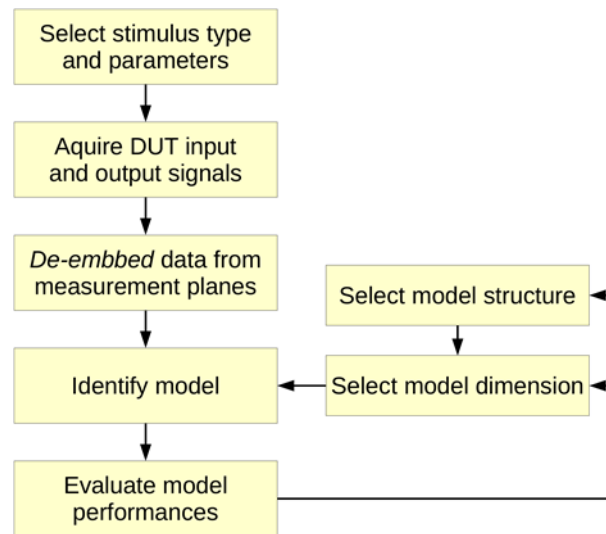 Select stimulus type
and parameters
Aquire DUT input
and output signals
De-embbed data from
measurement planes
Select model structure
Identify model
Select model dimension
Evaluate model
performances